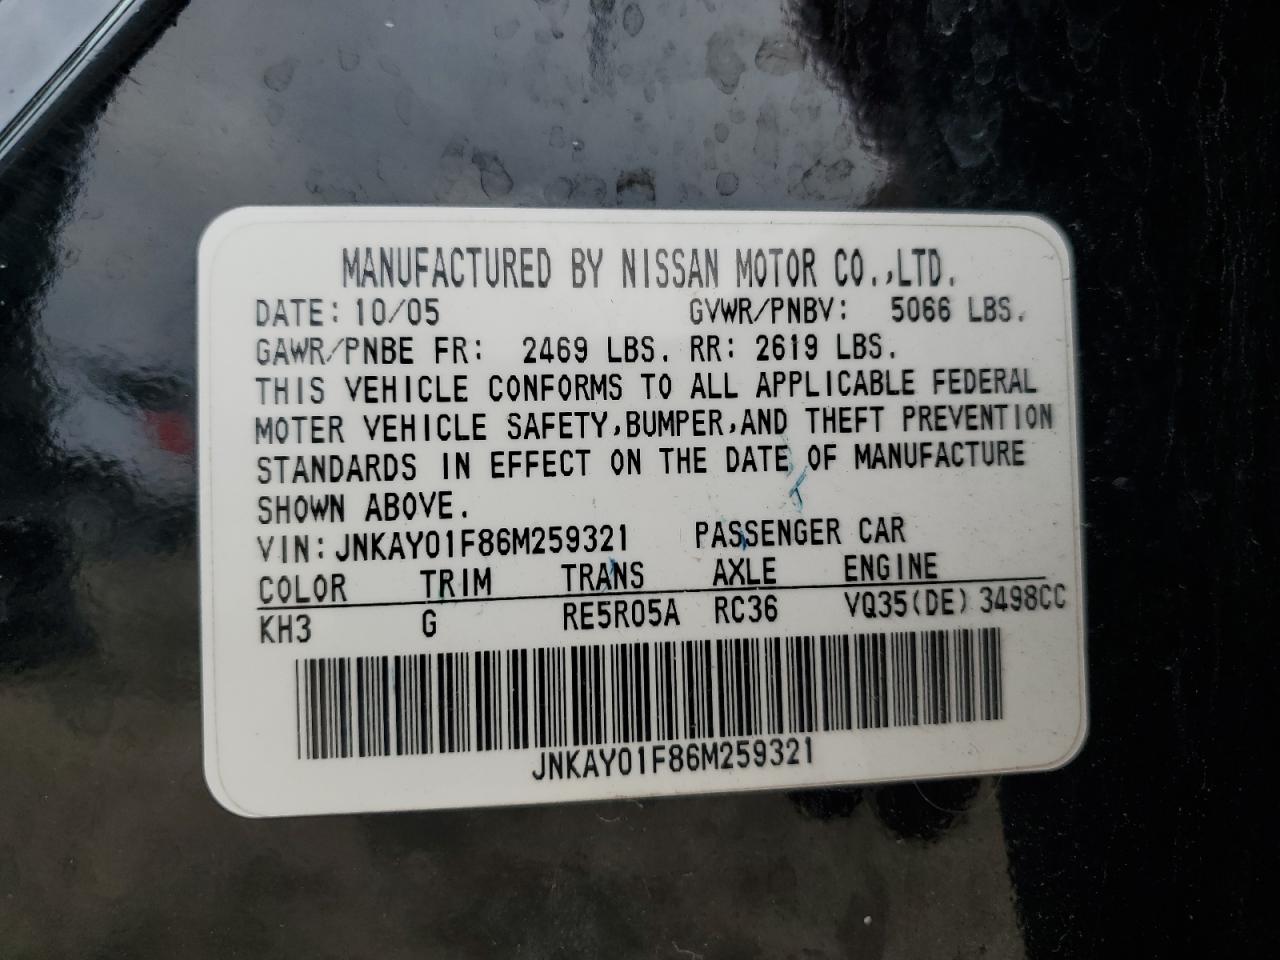 MANUFACTURED BY NISSAN MOTOR CO.,LTD.
DATE: 10/05 GVWR/PNBV: 5066 LBS.
GAWR/PNBE FR: 2469 LBS. RR: 2619 LBS.
THIS VEHICLE CONFORMS TO ALL APPLICABLE FEDERAL
MOTER VEHICLE SAFETY,BUMPER,AND THEFT PREVENTION
STANDARDS IN EFFECT ON THE DATE OF MANUFACTURE
SHOWN ABOVE.
VIN: JNKAY01F86M259321 PASSENGER CAR
COLOR TRIM TRANS AXLE ENGINE
KH3 G RE5R05A RC36 VQ35(DE) 3498CC
JNKAY01F86M259321